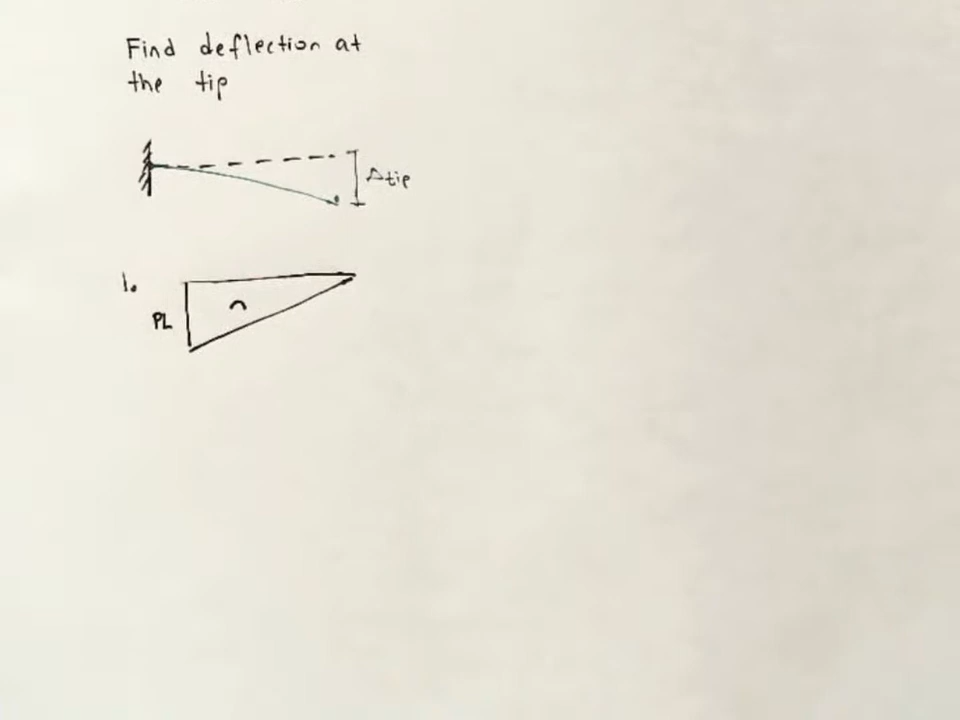 Find deflection at
the tip
Δtip
1.
PL